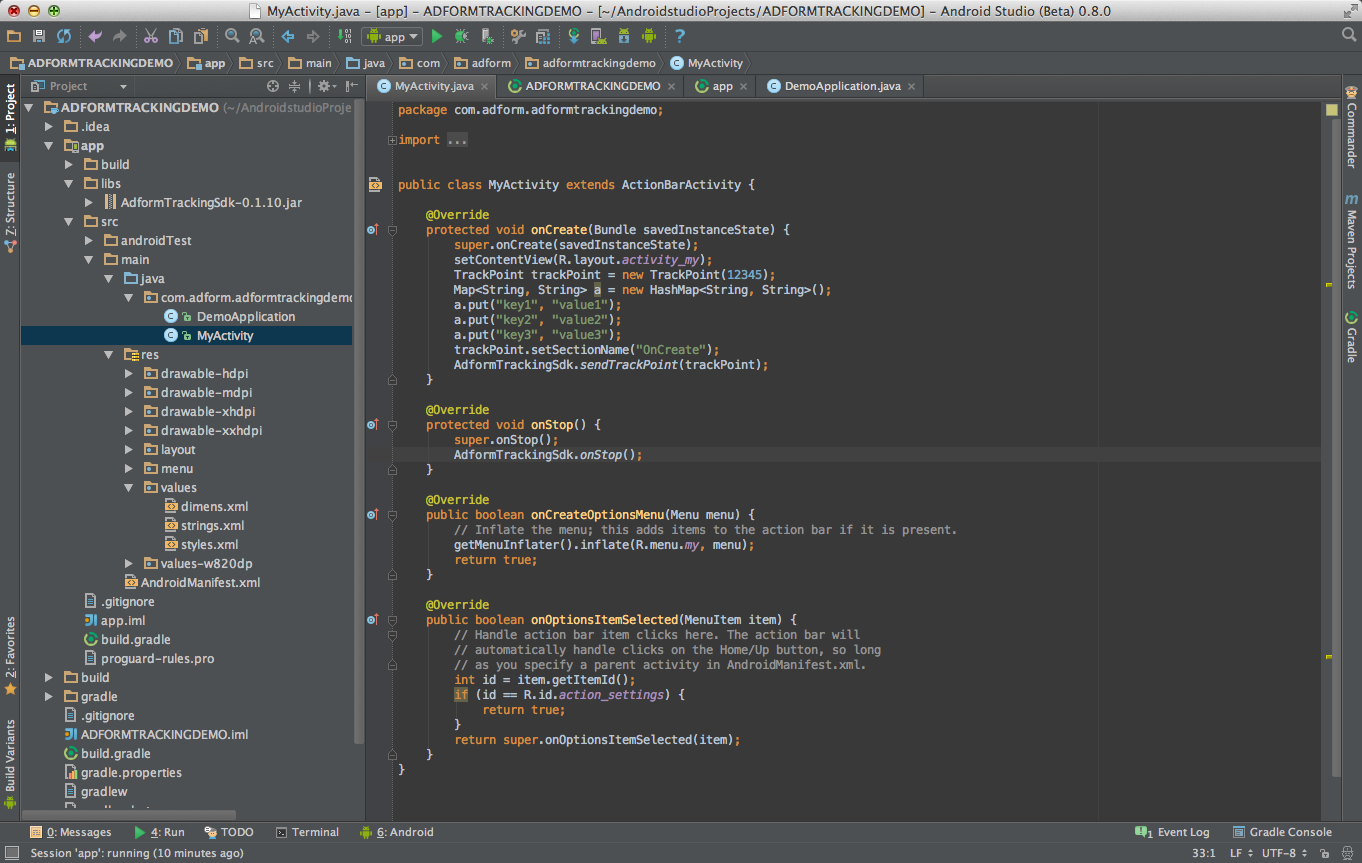 MyActivity.java - [app] - ADFORMTRACKINGDEMO - [~/AndroidstudioProjects/ADFORMTRACKINGDEMO] - Android Studio (Beta) 0.8.0
app
?
ADFORMTRACKINGDEMO app src main java com adform adformtrackingdemo MyActivity
1: Project
Z: Structure
2: Favorites
Build Variants
Project
ADFORMTRACKINGDEMO (~/AndroidstudioProje
.idea
app
build
libs
AdformTrackingSdk-0.1.10.jar
src
androidTest
main
java
com.adform.adformtrackingdemo
DemoApplication
MyActivity
res
drawable-hdpi
drawable-mdpi
drawable-xhdpi
drawable-xxhdpi
layout
menu
values
dimens.xml
strings.xml
styles.xml
values-w820dp
AndroidManifest.xml
.gitignore
app.iml
build.gradle
proguard-rules.pro
build
gradle
.gitignore
ADFORMTRACKINGDEMO.iml
build.gradle
gradle.properties
gradlew
MyActivity.java ADFORMTRACKINGDEMO app DemoApplication.java
package com.adform.adformtrackingdemo;
import ...
public class MyActivity extends ActionBarActivity {
@Override
protected void onCreate(Bundle savedInstanceState) {
super.onCreate(savedInstanceState);
setContentView(R.layout.activity_my);
TrackPoint trackPoint = new TrackPoint(12345);
Map<String, String> a = new HashMap<String, String>();
a.put("key1", "value1");
a.put("key2", "value2");
a.put("key3", "value3");
trackPoint.setSectionName("OnCreate");
AdformTrackingSdk.sendTrackPoint(trackPoint);
}
@Override
protected void onStop() {
super.onStop();
AdformTrackingSdk.onStop();
}
@Override
public boolean onCreateOptionsMenu(Menu menu) {
// Inflate the menu; this adds items to the action bar if it is present.
getMenuInflater().inflate(R.menu.my, menu);
return true;
}
@Override
public boolean onOptionsItemSelected(MenuItem item) {
// Handle action bar item clicks here. The action bar will
// automatically handle clicks on the Home/Up button, so long
// as you specify a parent activity in AndroidManifest.xml.
int id = item.getItemId();
if (id == R.id.action_settings) {
return true;
}
return super.onOptionsItemSelected(item);
}
}
Commander
m Maven Projects
Gradle
0: Messages 4: Run TODO Terminal 6: Android 1 Event Log Gradle Console
Session 'app': running (10 minutes ago) 33:1 LF UTF-8